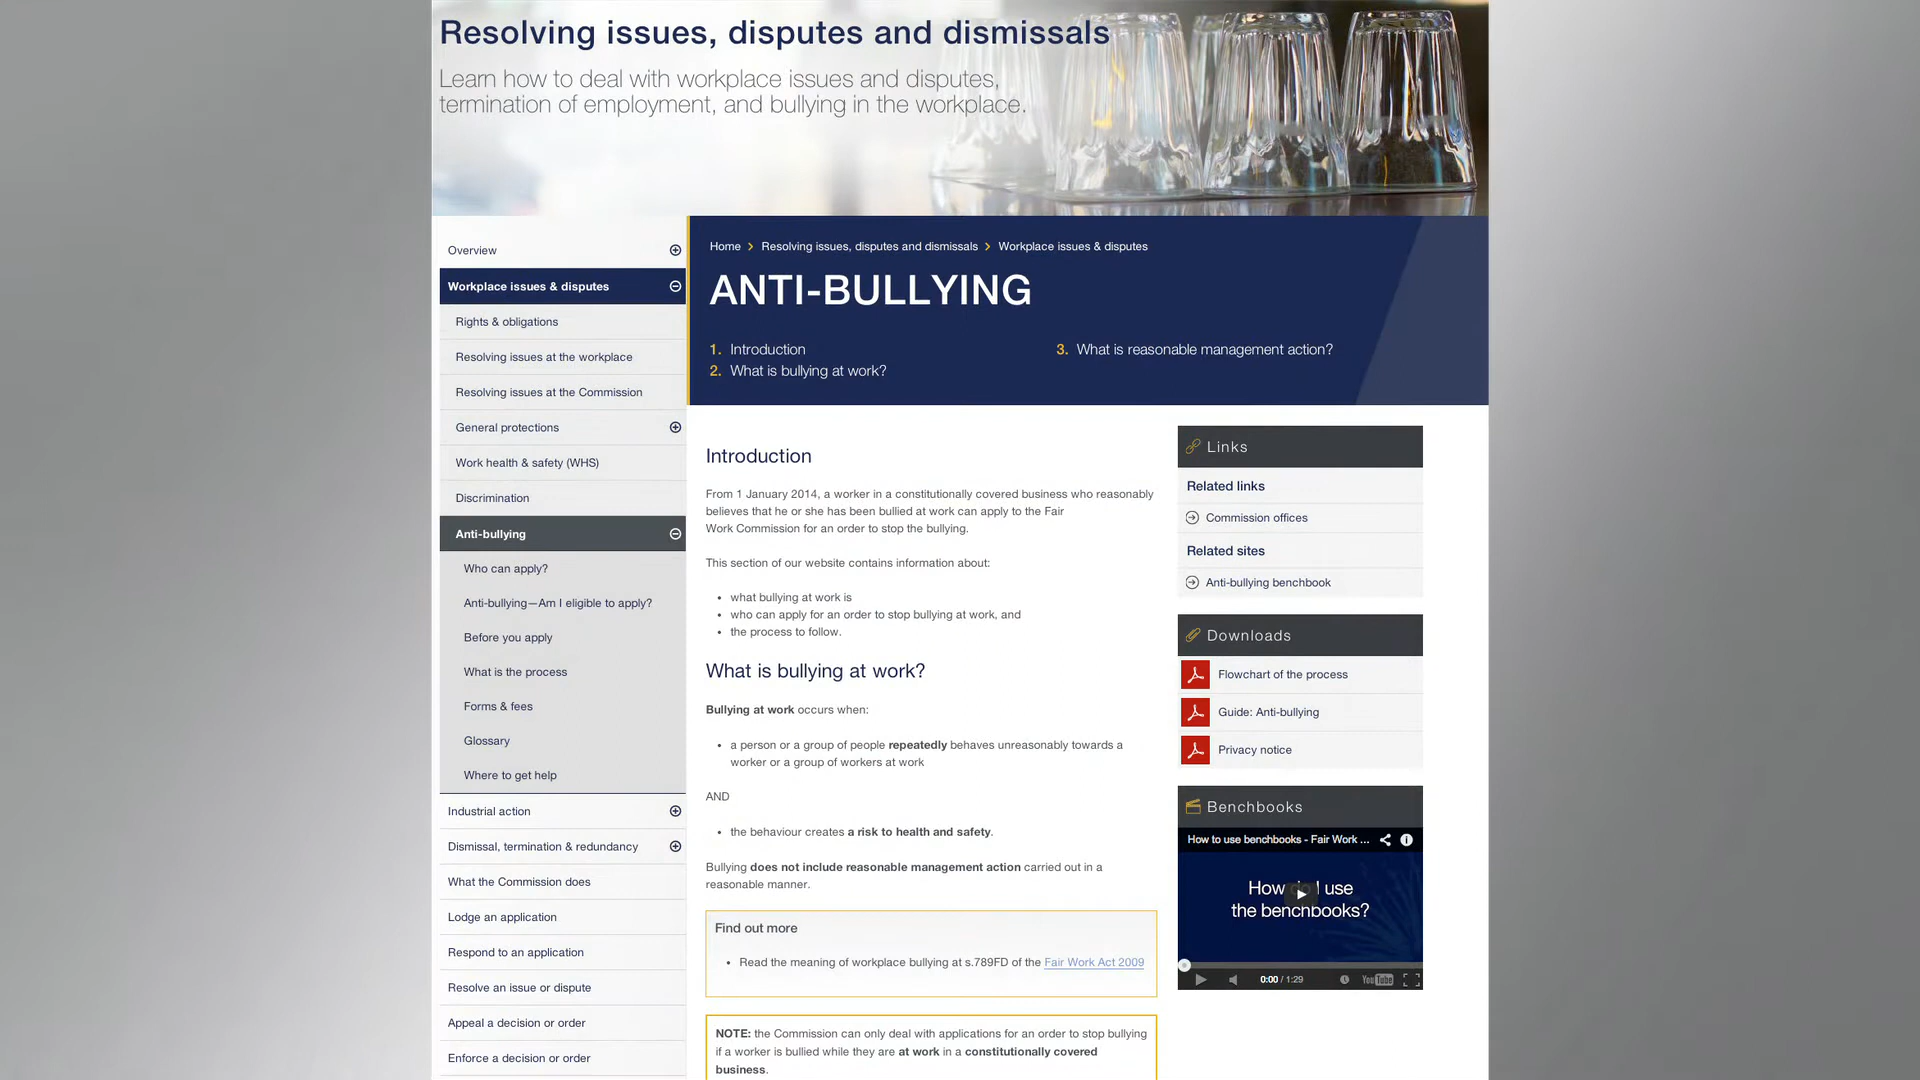 Resolving issues, disputes and dismissals
Learn how to deal with workplace issues and disputes,
termination of employment, and bullying in the workplace.
Overview
Workplace issues & disputes
Rights & obligations
Resolving issues at the workplace
Resolving issues at the Commission
General protections
Work health & safety (WHS)
Discrimination
Anti-bullying
Who can apply?
Anti-bullying—Am I eligible to apply?
Before you apply
What is the process
Forms & fees
Glossary
Where to get help
Industrial action
Dismissal, termination & redundancy
What the Commission does
Lodge an application
Respond to an application
Resolve an issue or dispute
Appeal a decision or order
Enforce a decision or order
Home > Resolving issues, disputes and dismissals > Workplace issues & disputes
ANTI-BULLYING
1. Introduction
2. What is bullying at work?
3. What is reasonable management action?
Introduction
From 1 January 2014, a worker in a constitutionally covered business who reasonably
believes that he or she has been bullied at work can apply to the Fair
Work Commission for an order to stop the bullying.
This section of our website contains information about:
• what bullying at work is
• who can apply for an order to stop bullying at work, and
• the process to follow.
What is bullying at work?
Bullying at work occurs when:
• a person or a group of people repeatedly behaves unreasonably towards a
worker or a group of workers at work
AND
• the behaviour creates a risk to health and safety.
Bullying does not include reasonable management action carried out in a
reasonable manner.
Find out more
• Read the meaning of workplace bullying at s.789FD of the Fair Work Act 2009
NOTE: the Commission can only deal with applications for an order to stop bullying
if a worker is bullied while they are at work in a constitutionally covered
business.
Links
Related links
Commission offices
Related sites
Anti-bullying benchbook
Downloads
Flowchart of the process
Guide: Anti-bullying
Privacy notice
Benchbooks
How to use benchbooks - Fair Work ...
How do I use
the benchbooks?
0:00 / 1:29
YouTube